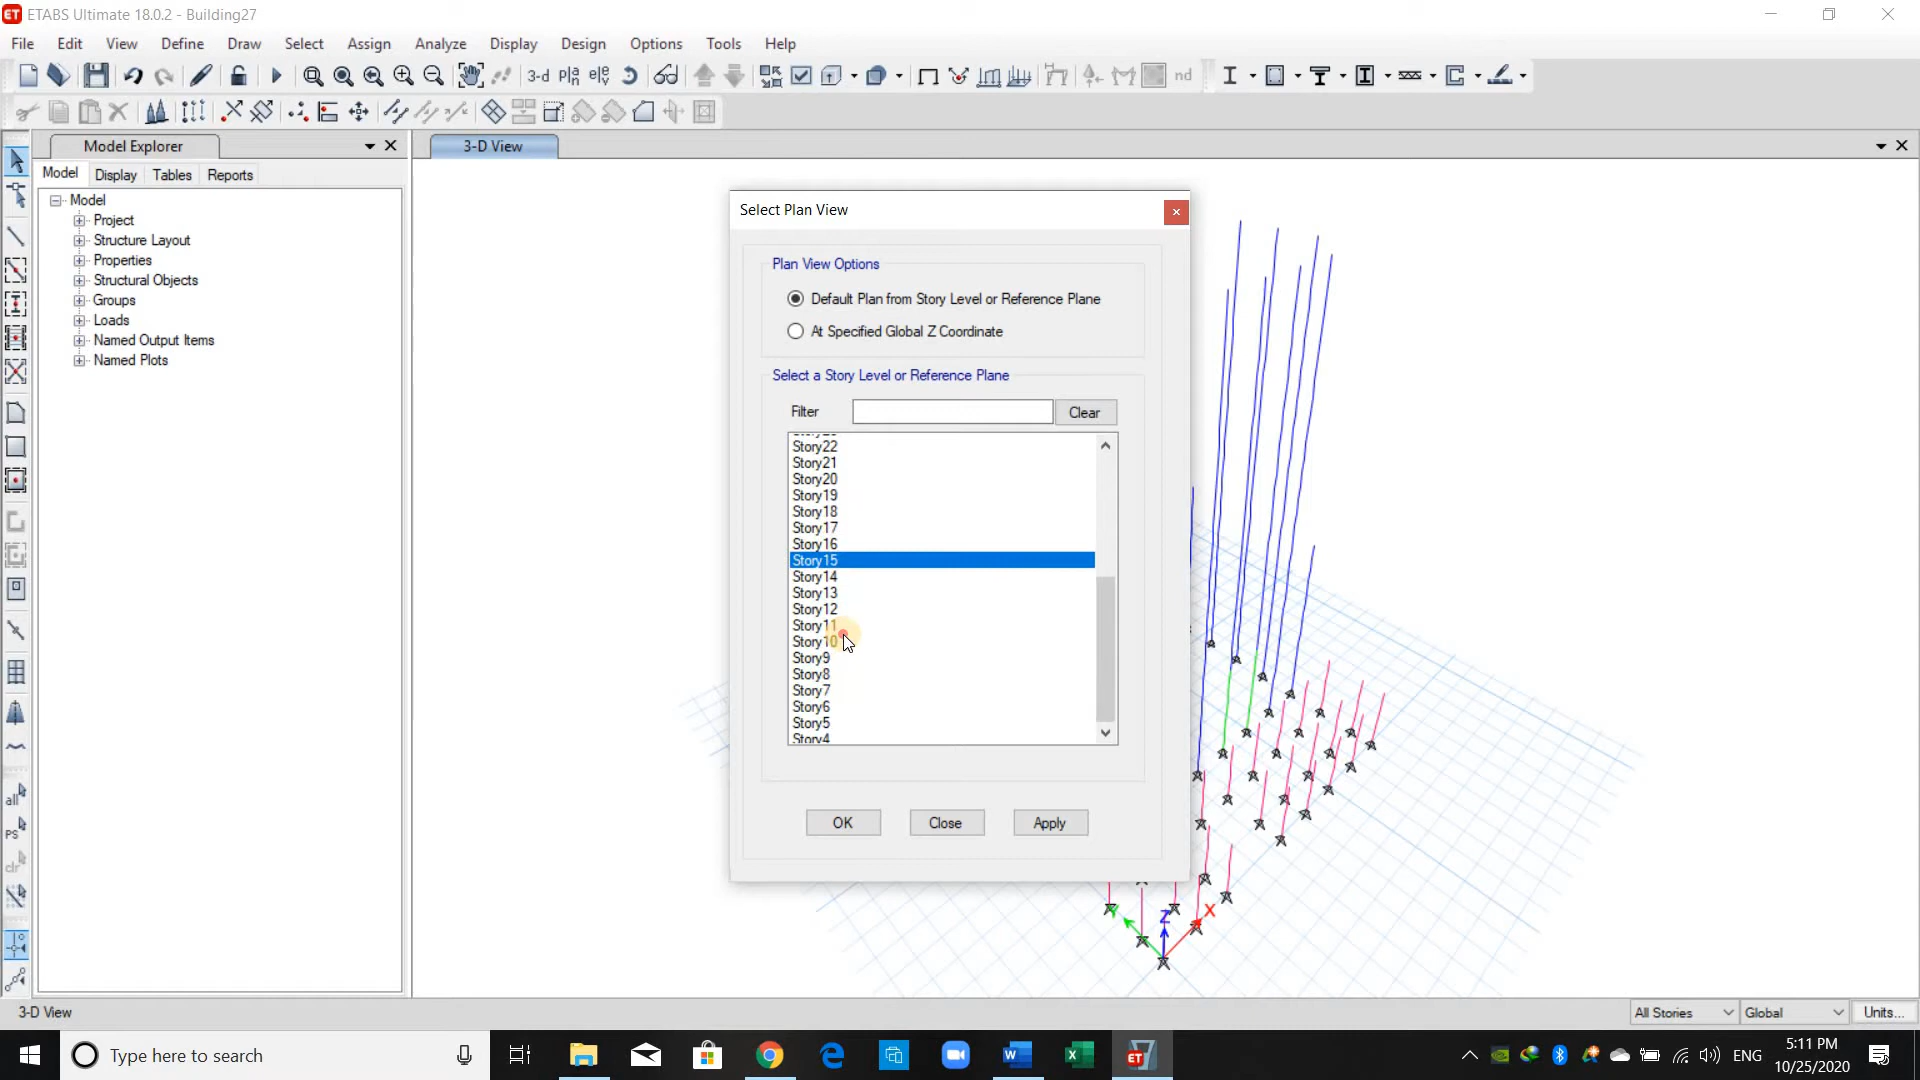 ETABS Ultimate 18.0.2 - Building27
File Edit View Define Draw Select Assign Analyze Display Design Options Tools Help
3-d
nd
Model Explorer
3-D View
Model Display Tables Reports
Model
Project
Structure Layout
Properties
Structural Objects
Groups
Loads
Named Output Items
Named Plots
all
PS
clr
Select Plan View
Plan View Options
Default Plan from Story Level or Reference Plane
At Specified Global Z Coordinate
Select a Story Level or Reference Plane
Filter
Clear
Story22
Story21
Story20
Story19
Story18
Story17
Story16
Story15
Story14
Story13
Story12
Story11
Story10
Story9
Story8
Story7
Story6
Story5
Story4
OK Close Apply
X
Y
Z
3-D View
All Stories Global Units...
Type here to search
ENG
5:11 PM
10/25/2020